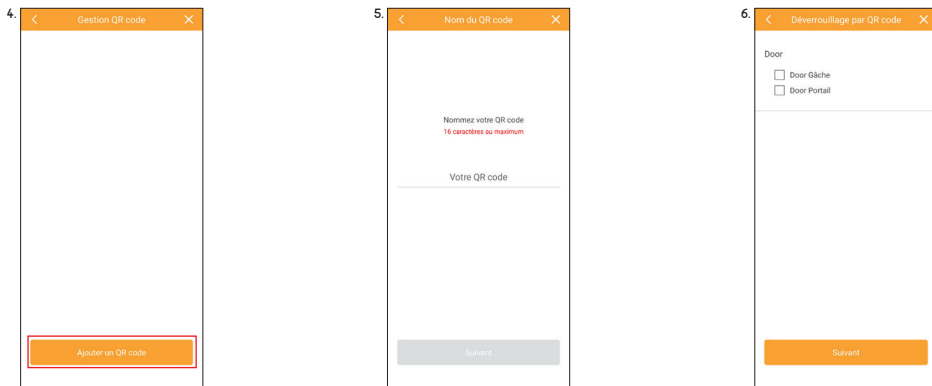 4.
Gestion QR code
Ajouter un QR code
5.
Nom du QR code
Nommez votre QR code
16 caractères au maximum
Votre QR code
Suivant
6.
Déverrouillage par QR code
Door
Door Gâche
Door Portail
Suivant